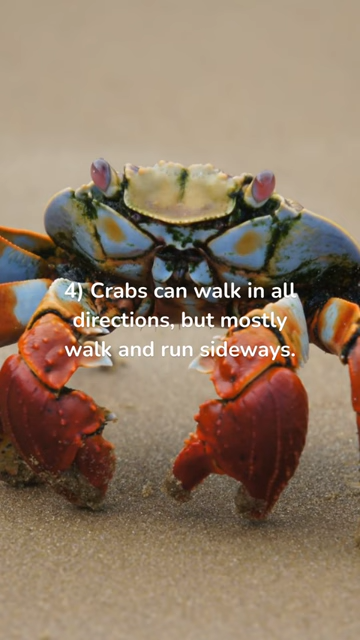 4) Crabs can walk in all
directions, but mostly
walk and run sideways.